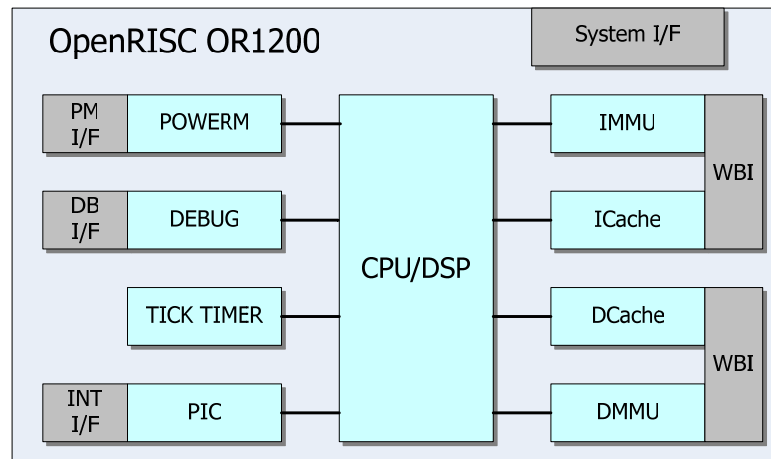 OpenRISC OR1200
System I/F
PM
I/F
POWERM
IMMU
WBI
DB
I/F
DEBUG
ICache
CPU/DSP
TICK TIMER
DCache
WBI
INT
I/F
PIC
DMMU